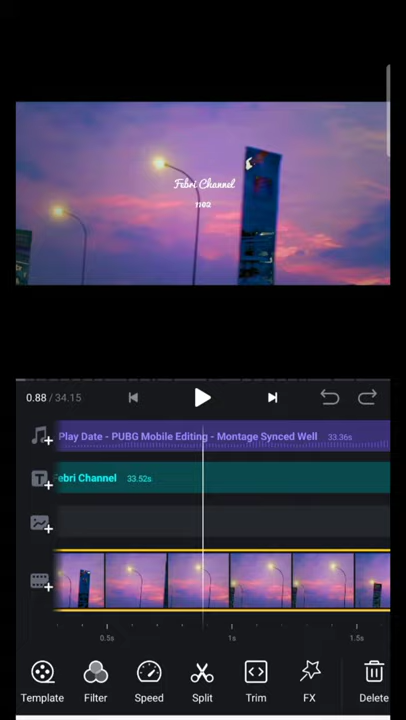 Febri Channel
1102
0.88 / 34.15
Play Date - PUBG Mobile Editing - Montage Synced Well 33.36s
ebri Channel 33.52s
0.5s 1s 1.5s
Template Filter Speed Split Trim FX Delete